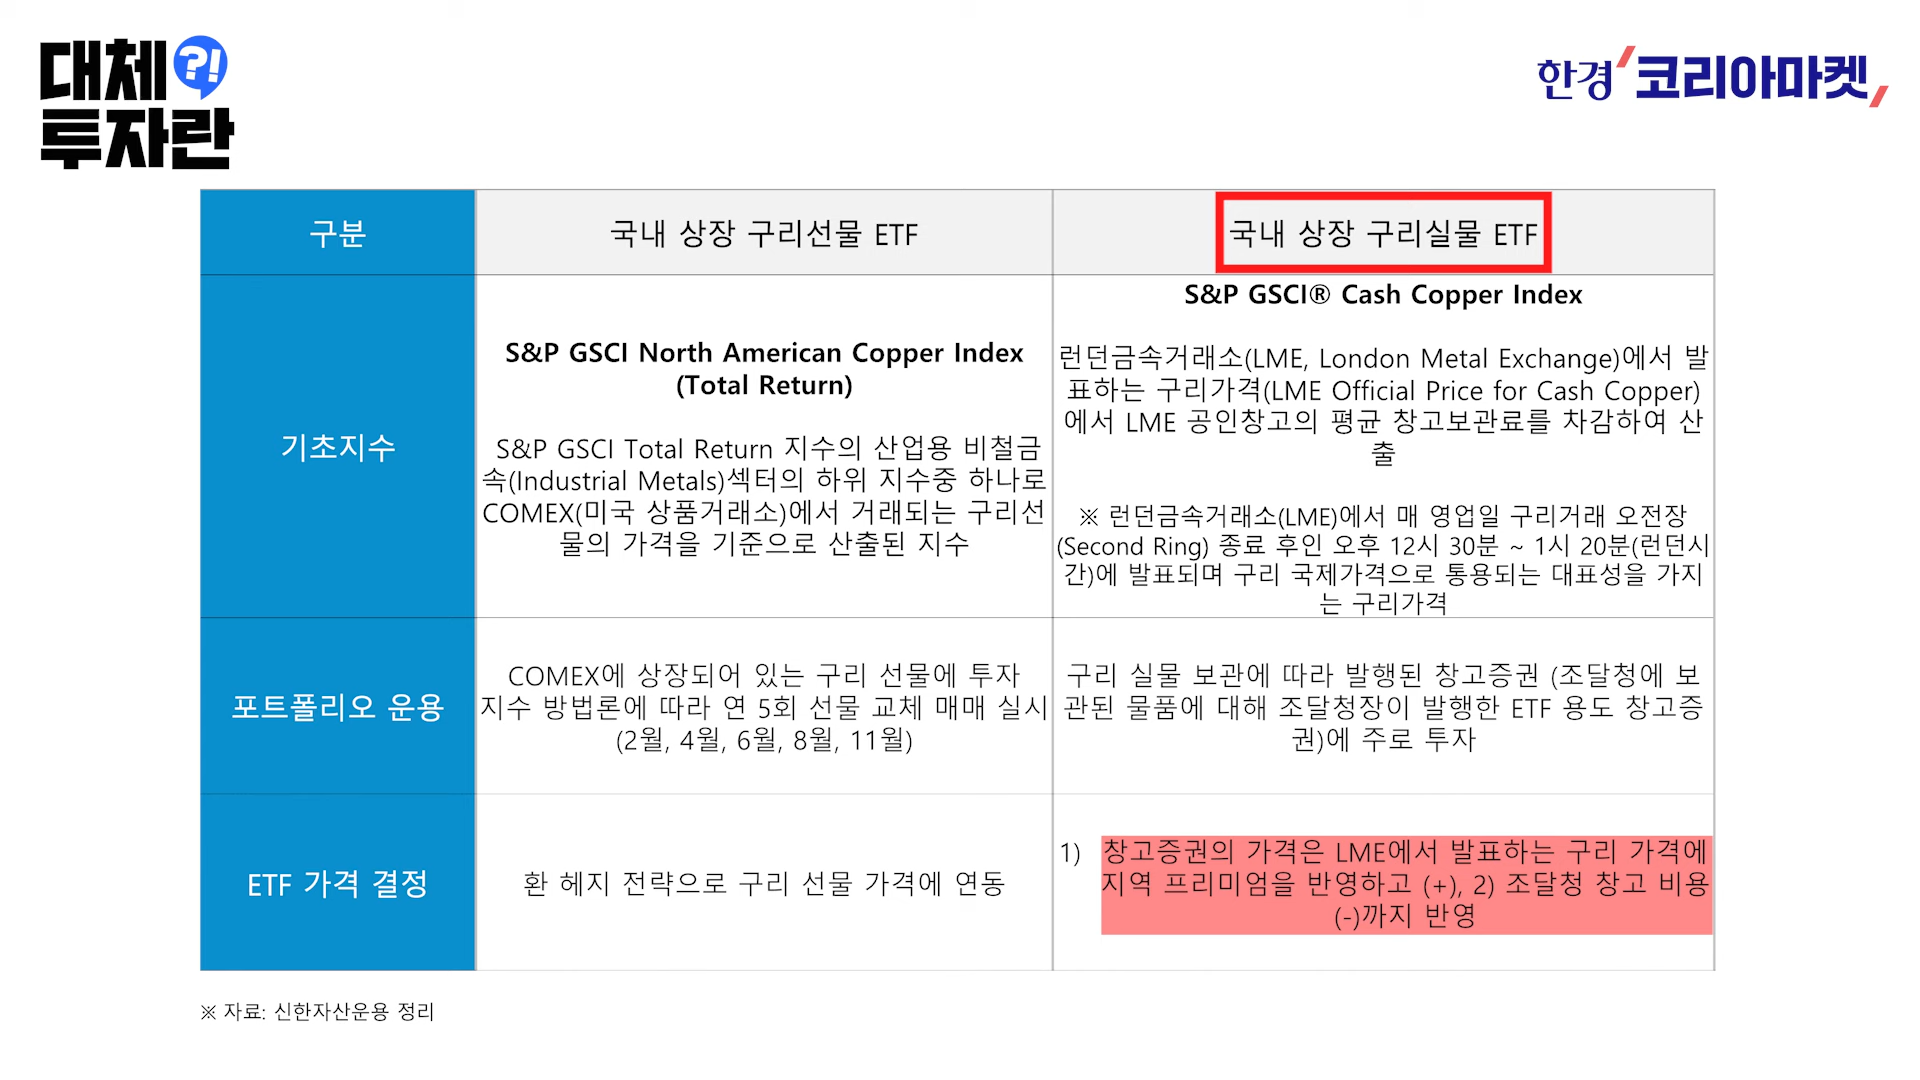 대체?!
투자란
한경 코리아마켓
구분
국내 상장 구리선물 ETF
국내 상장 구리실물 ETF
기초지수
S&P GSCI North American Copper Index
(Total Return)
S&P GSCI Total Return 지수의 산업용 비철금
속(Industrial Metals)섹터의 하위 지수중 하나로
COMEX(미국 상품거래소)에서 거래되는 구리선
물의 가격을 기준으로 산출된 지수
S&P GSCI® Cash Copper Index
런던금속거래소(LME, London Metal Exchange)에서 발
표하는 구리가격(LME Official Price for Cash Copper)
에서 LME 공인창고의 평균 창고보관료를 차감하여 산
출
※ 런던금속거래소(LME)에서 매 영업일 구리거래 오전장
(Second Ring) 종료 후인 오후 12시 30분 ~ 1시 20분(런던시
간)에 발표되며 구리 국제가격으로 통용되는 대표성을 가지
는 구리가격
포트폴리오 운용
COMEX에 상장되어 있는 구리 선물에 투자
지수 방법론에 따라 연 5회 선물 교체 매매 실시
(2월, 4월, 6월, 8월, 11월)
구리 실물 보관에 따라 발행된 창고증권 (조달청에 보
관된 물품에 대해 조달청장이 발행한 ETF 용도 창고증
권)에 주로 투자
ETF 가격 결정
환 헤지 전략으로 구리 선물 가격에 연동
1) 창고증권의 가격은 LME에서 발표하는 구리 가격에
지역 프리미엄을 반영하고 (+), 2) 조달청 창고 비용
(-)까지 반영
※ 자료: 신한자산운용 정리